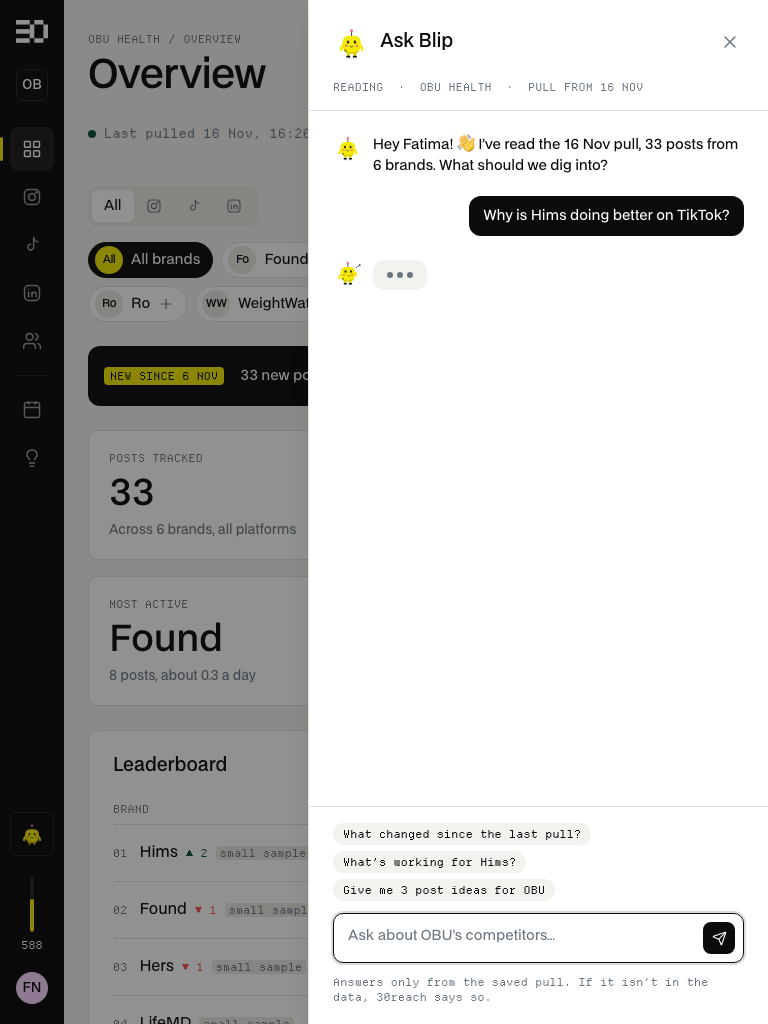 30
OB
OBU HEALTH / OVERVIEW
Overview
Last pulled 16 Nov, 16:20
All
All All brands
Fo Found
Ro Ro
WW WeightWat
NEW SINCE 6 NOV 33 new po
POSTS TRACKED
33
Across 6 brands, all platforms
MOST ACTIVE
Found
8 posts, about 0.3 a day
Leaderboard
BRAND
01 Hims ▲ 2 small sample
02 Found ▼ 1 small sampl
03 Hers ▼ 1 small sample
04 LifeMD small sample
588
FN
Ask Blip
READING · OBU HEALTH · PULL FROM 16 NOV
Hey Fatima! 👋 I've read the 16 Nov pull, 33 posts from
6 brands. What should we dig into?
Why is Hims doing better on TikTok?
What changed since the last pull?
What's working for Hims?
Give me 3 post ideas for OBU
Ask about OBU's competitors...
Answers only from the saved pull. If it isn't in the
data, 30reach says so.